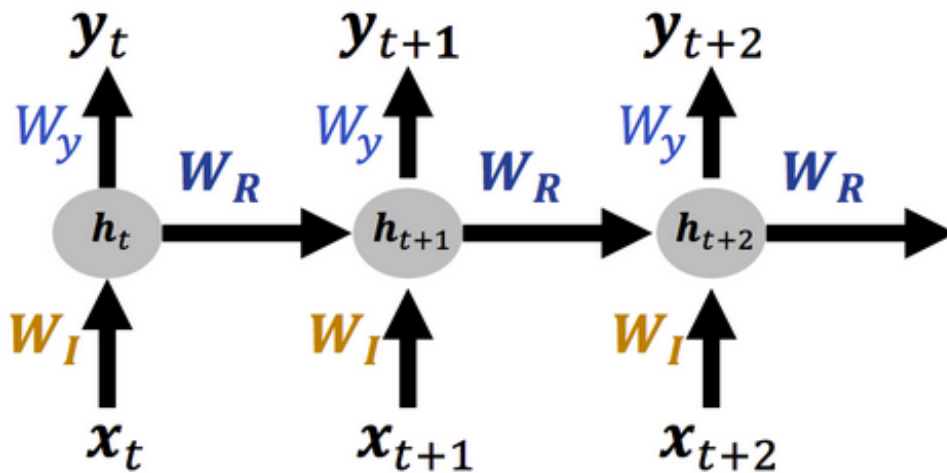 y_t y_{t+1} y_{t+2}
W_y W_y W_y
W_R W_R W_R
h_t h_{t+1} h_{t+2}
W_I W_I W_I
x_t x_{t+1} x_{t+2}